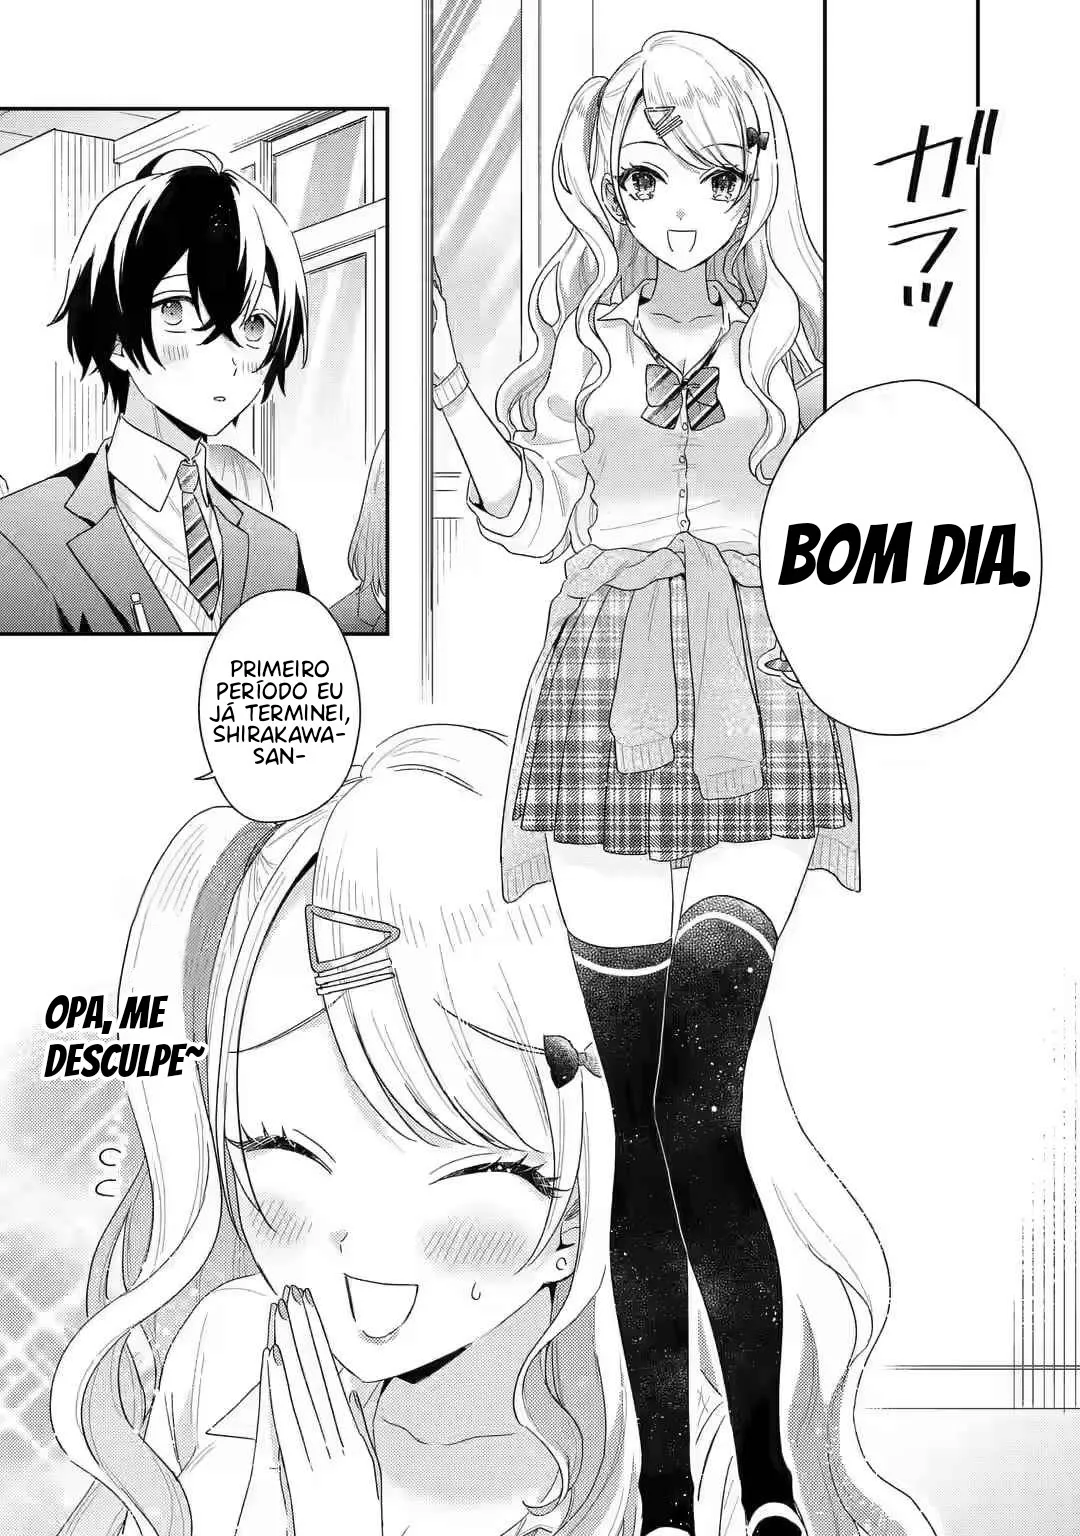 ガラッ
BOM DIA.
PRIMEIRO
PERÍODO EU
JÁ TERMINEI,
SHIRAKAWA-
SAN-
OPA, ME
DESCULPE~